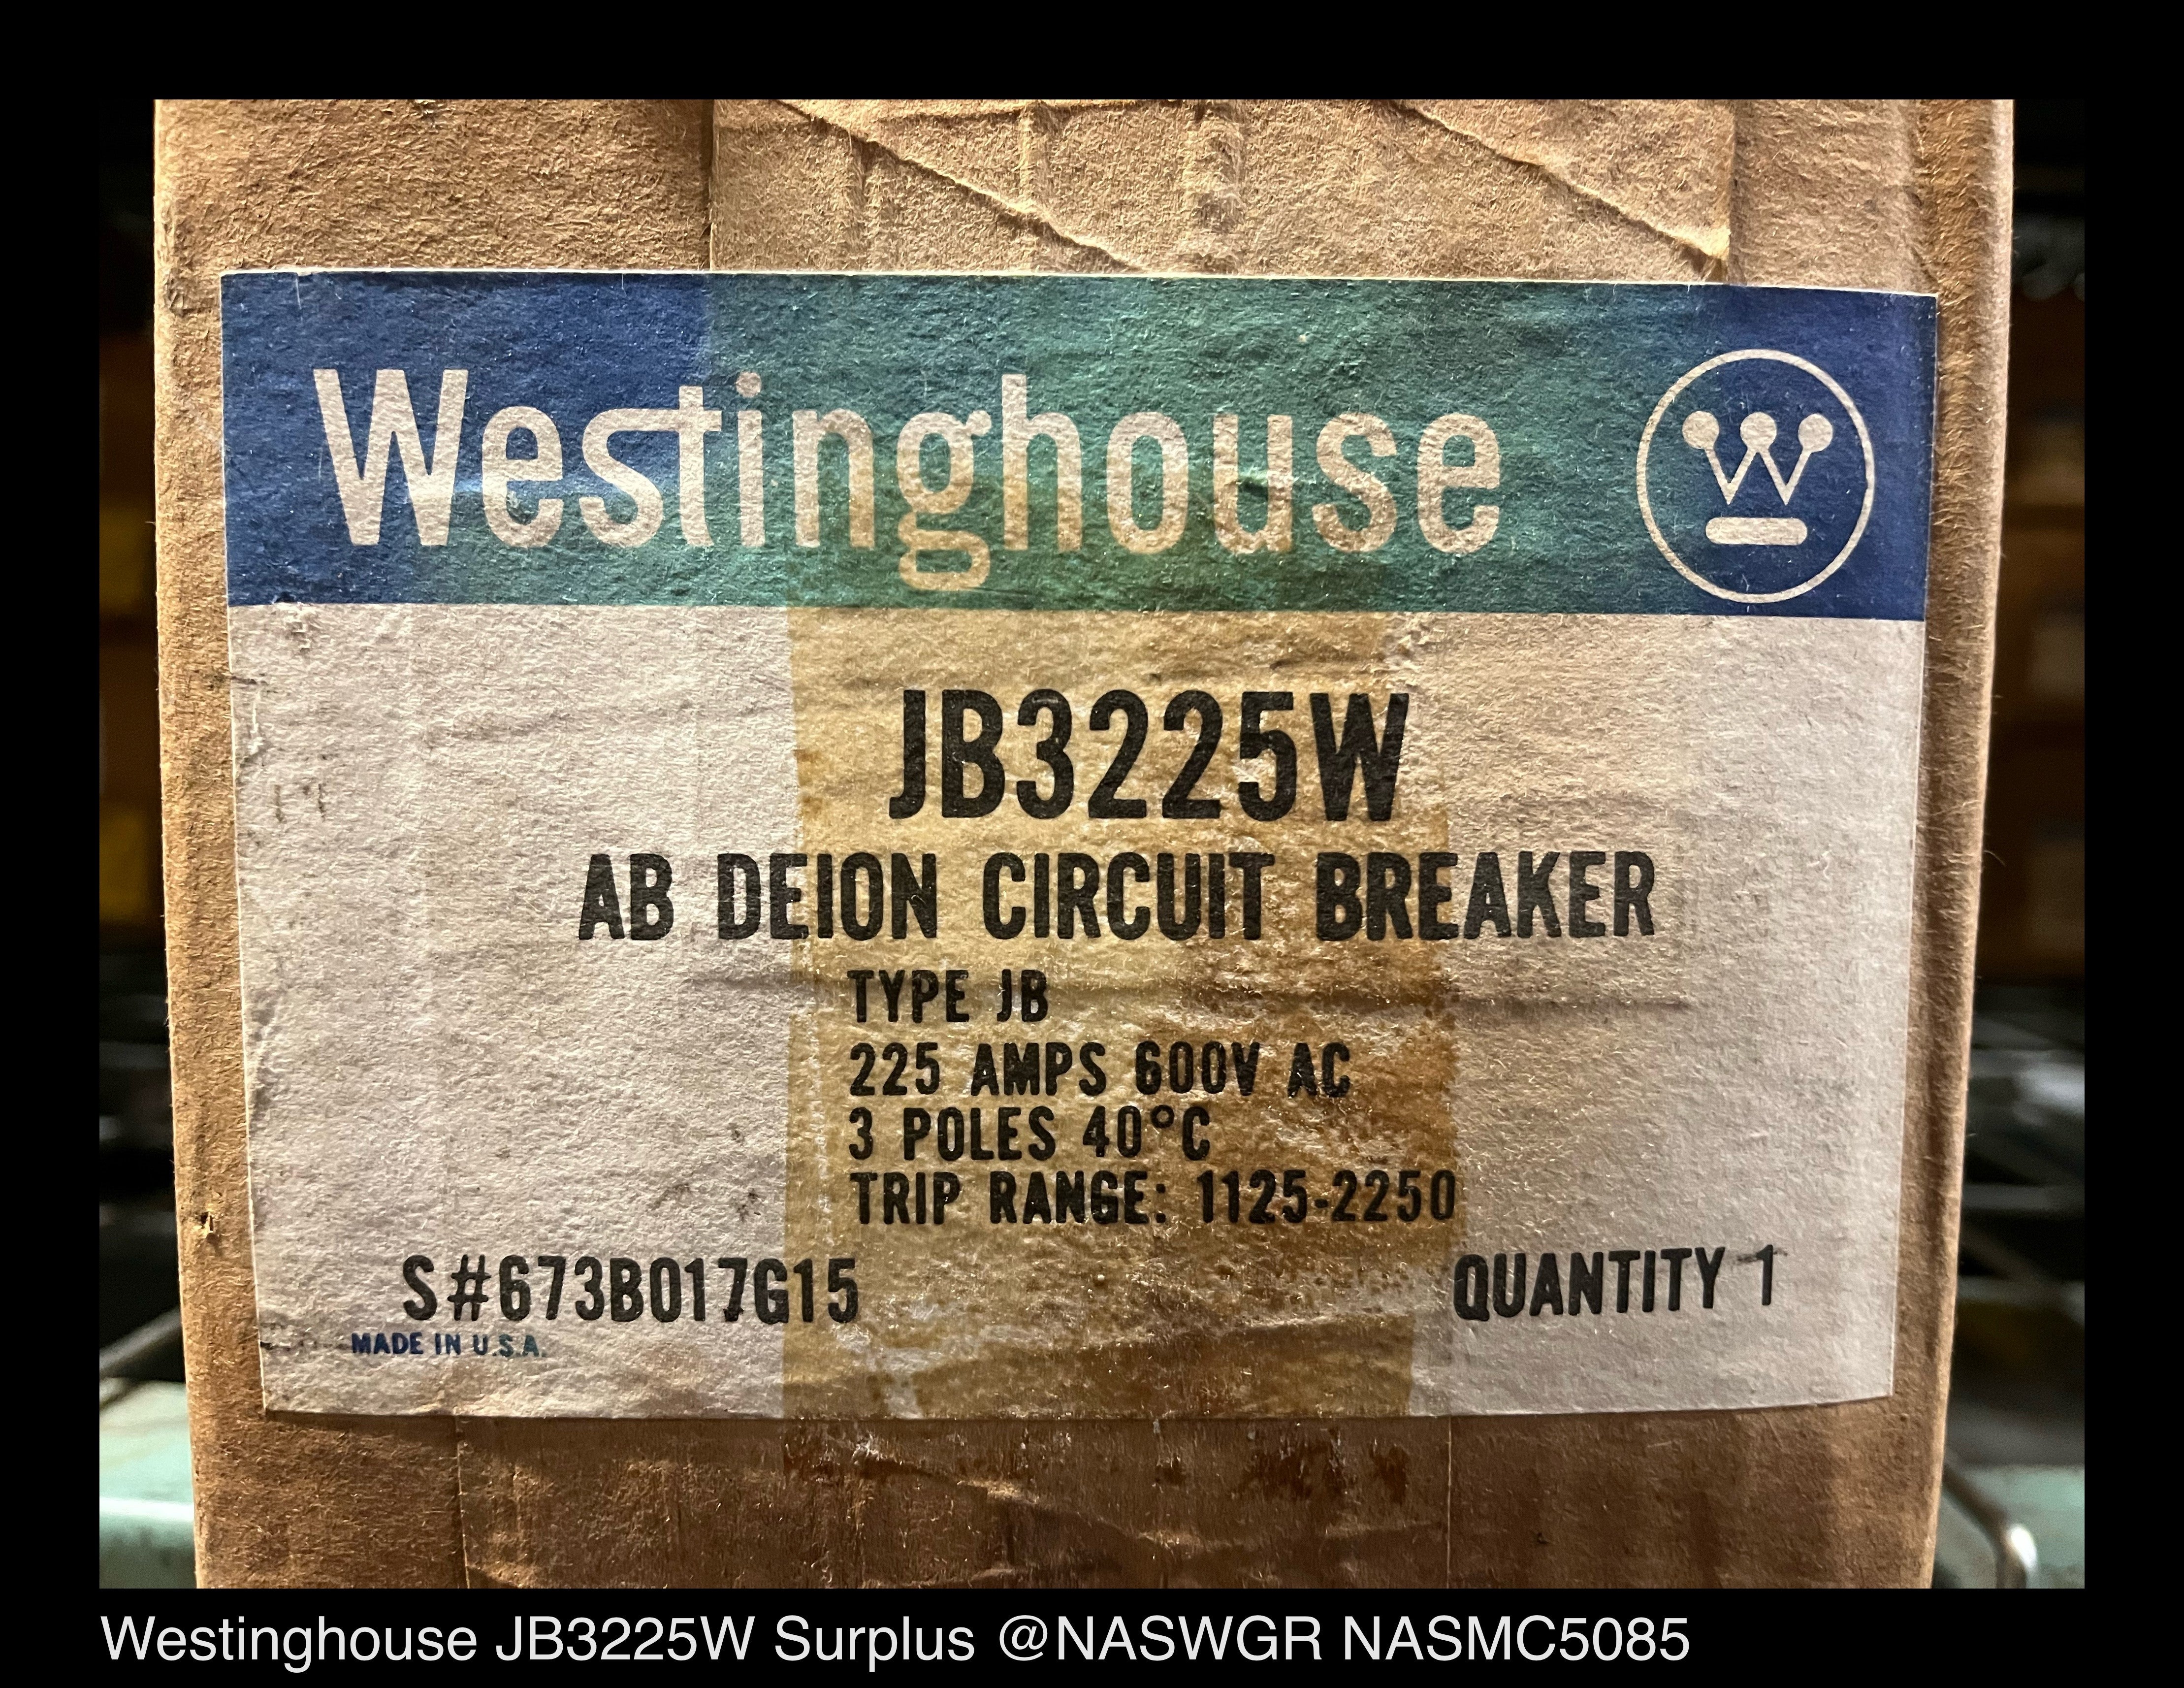 Westinghouse W
JB3225W
AB DEION CIRCUIT BREAKER
TYPE JB
225 AMPS 600V AC
3 POLES 40°C
TRIP RANGE: 1125-2250
S#673B017G15
QUANTITY 1
MADE IN U.S.A.
Westinghouse JB3225W Surplus @NASWGR NASMC5085